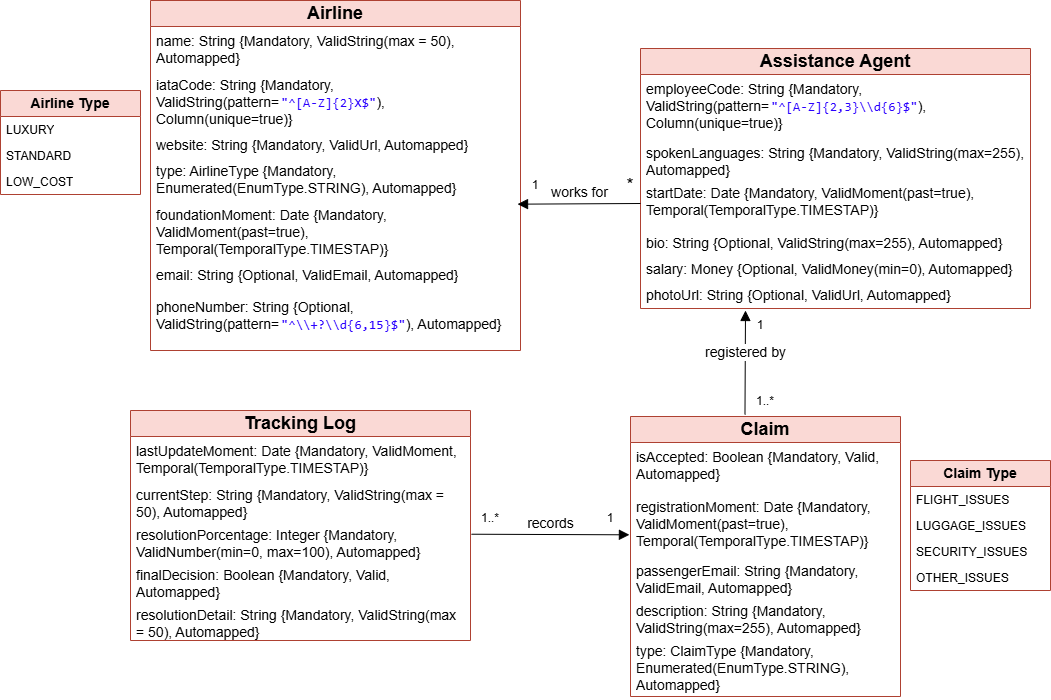 Airline
name: String {Mandatory, ValidString(max = 50),
Automapped}
iataCode: String {Mandatory,
ValidString(pattern="^[A-Z]{2}X$"),
Column(unique=true)}
website: String {Mandatory, ValidUrl, Automapped}
type: AirlineType {Mandatory,
Enumerated(EnumType.STRING), Automapped}
foundationMoment: Date {Mandatory,
ValidMoment(past=true),
Temporal(TemporalType.TIMESTAP)}
email: String {Optional, ValidEmail, Automapped}
phoneNumber: String {Optional,
ValidString(pattern="^\\+?\\d{6,15}$"), Automapped}
Airline Type
LUXURY
STANDARD
LOW_COST
1
works for
*
Assistance Agent
employeeCode: String {Mandatory,
ValidString(pattern="^[A-Z]{2,3}\\d{6}$"),
Column(unique=true)}
spokenLanguages: String {Mandatory, ValidString(max=255),
Automapped}
startDate: Date {Mandatory, ValidMoment(past=true),
Temporal(TemporalType.TIMESTAP)}
bio: String {Optional, ValidString(max=255), Automapped}
salary: Money {Optional, ValidMoney(min=0), Automapped}
photoUrl: String {Optional, ValidUrl, Automapped}
1
registered by
1..*
Tracking Log
lastUpdateMoment: Date {Mandatory, ValidMoment,
Temporal(TemporalType.TIMESTAP)}
currentStep: String {Mandatory, ValidString(max =
50), Automapped}
resolutionPorcentage: Integer {Mandatory,
ValidNumber(min=0, max=100), Automapped}
finalDecision: Boolean {Mandatory, Valid,
Automapped}
resolutionDetail: String {Mandatory, ValidString(max
= 50), Automapped}
1..*
records
1
Claim
isAccepted: Boolean {Mandatory, Valid,
Automapped}
registrationMoment: Date {Mandatory,
ValidMoment(past=true),
Temporal(TemporalType.TIMESTAP)}
passengerEmail: String {Mandatory,
ValidEmail, Automapped}
description: String {Mandatory,
ValidString(max=255), Automapped}
type: ClaimType {Mandatory,
Enumerated(EnumType.STRING),
Automapped}
Claim Type
FLIGHT_ISSUES
LUGGAGE_ISSUES
SECURITY_ISSUES
OTHER_ISSUES